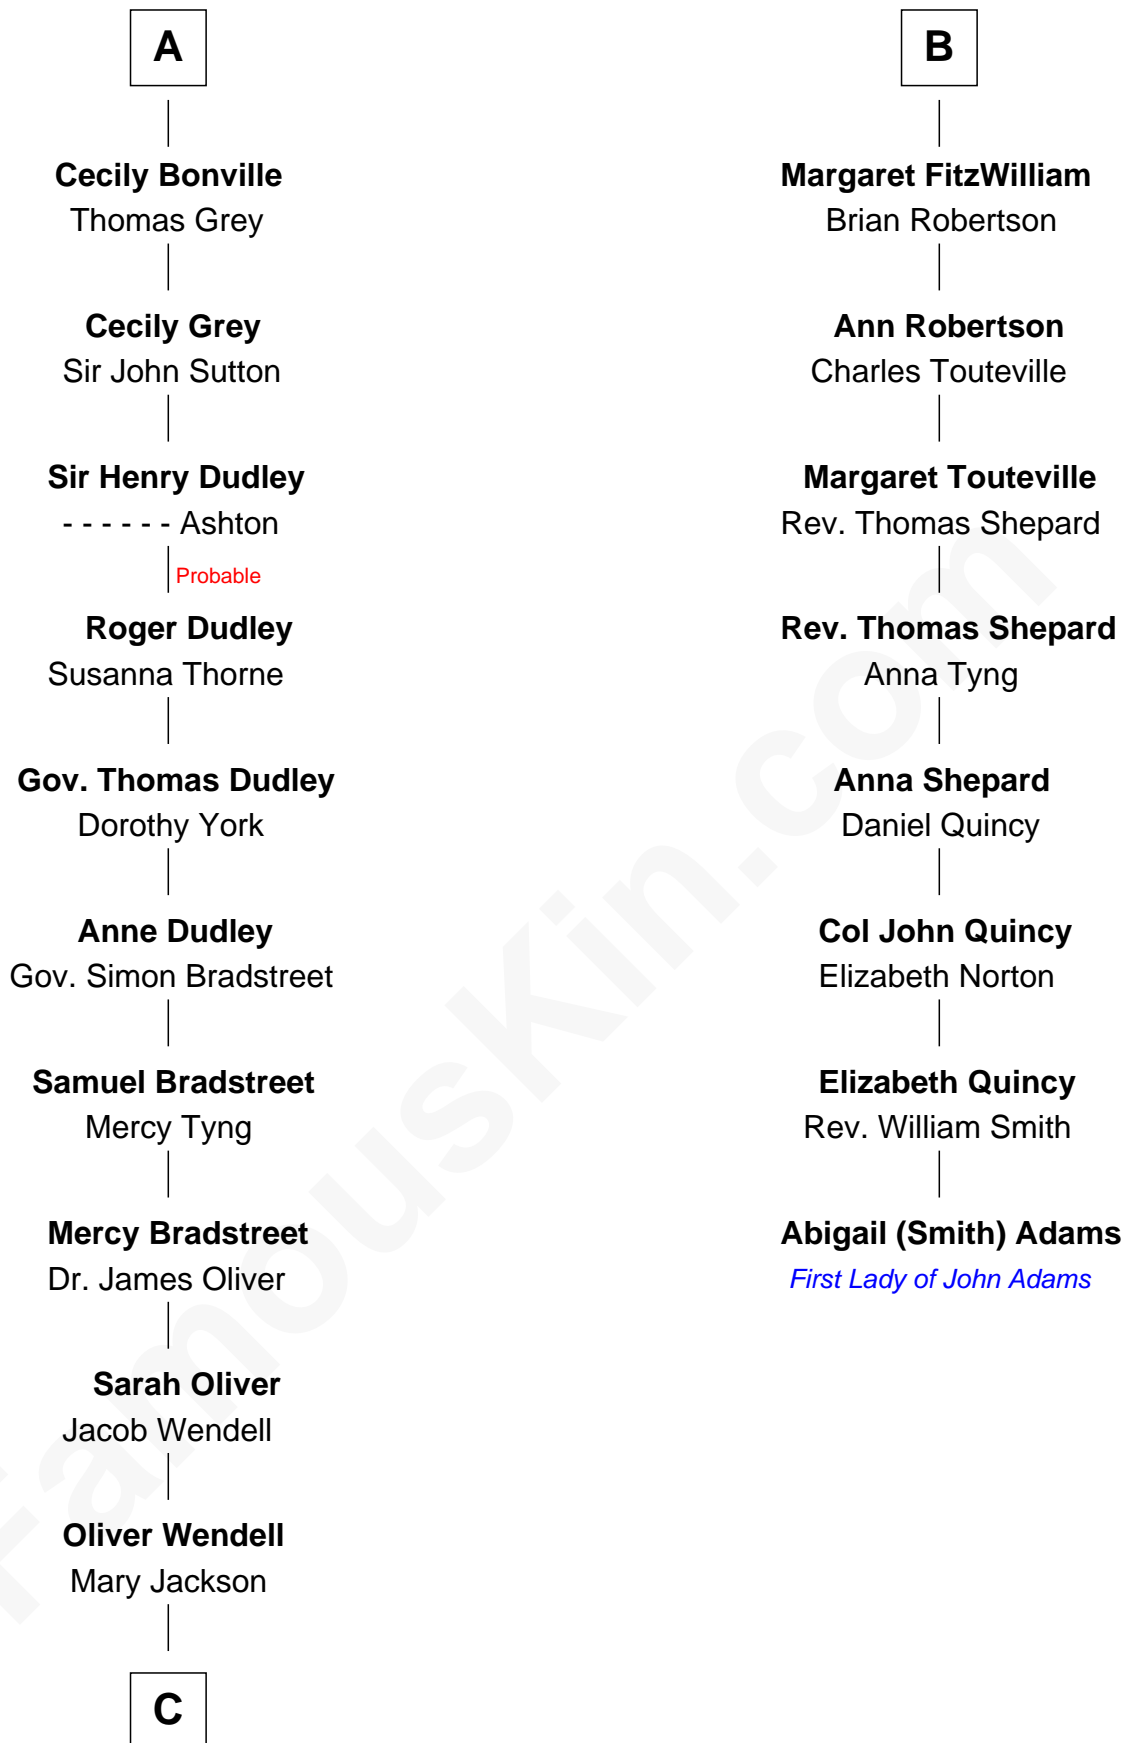 A
Cecily Bonville
Thomas Grey
Cecily Grey
Sir John Sutton
Sir Henry Dudley
- - - - - - Ashton
Probable
Roger Dudley
Susanna Thorne
Gov. Thomas Dudley
Dorothy York
Anne Dudley
Gov. Simon Bradstreet
Samuel Bradstreet
Mercy Tyng
Mercy Bradstreet
Dr. James Oliver
Sarah Oliver
Jacob Wendell
Oliver Wendell
Mary Jackson
C
B
Margaret FitzWilliam
Brian Robertson
Ann Robertson
Charles Touteville
Margaret Touteville
Rev. Thomas Shepard
Rev. Thomas Shepard
Anna Tyng
Anna Shepard
Daniel Quincy
Col John Quincy
Elizabeth Norton
Elizabeth Quincy
Rev. William Smith
Abigail (Smith) Adams
First Lady of John Adams
FamousKin.com